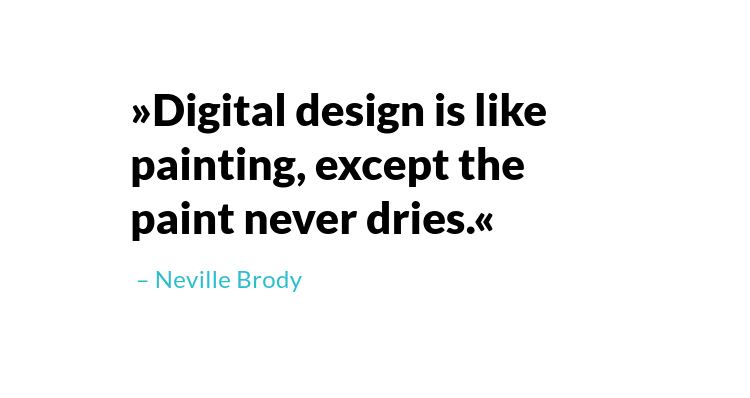 »Digital design is like
painting, except the
paint never dries.«
– Neville Brody